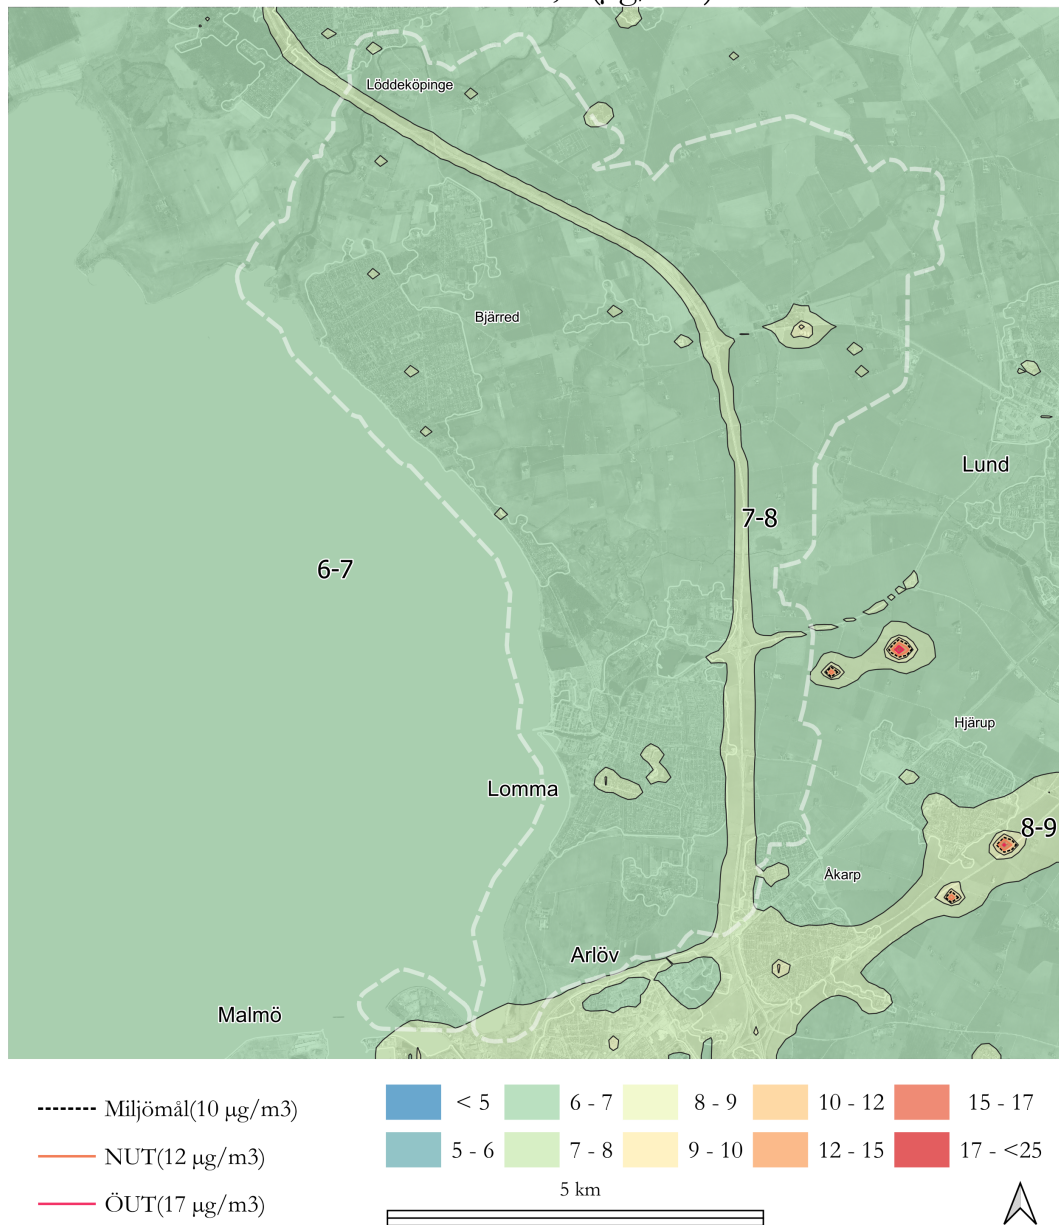 Löddeköpinge
Bjärred
Lund
7-8
6-7
Hjärup
Lomma
8-9
Åkarp
Arlöv
Malmö
Miljömål(10 µg/m3)
NUT(12 µg/m3)
ÖUT(17 µg/m3)
< 5
6 - 7
8 - 9
10 - 12
15 - 17
5 - 6
7 - 8
9 - 10
12 - 15
17 - <25
5 km